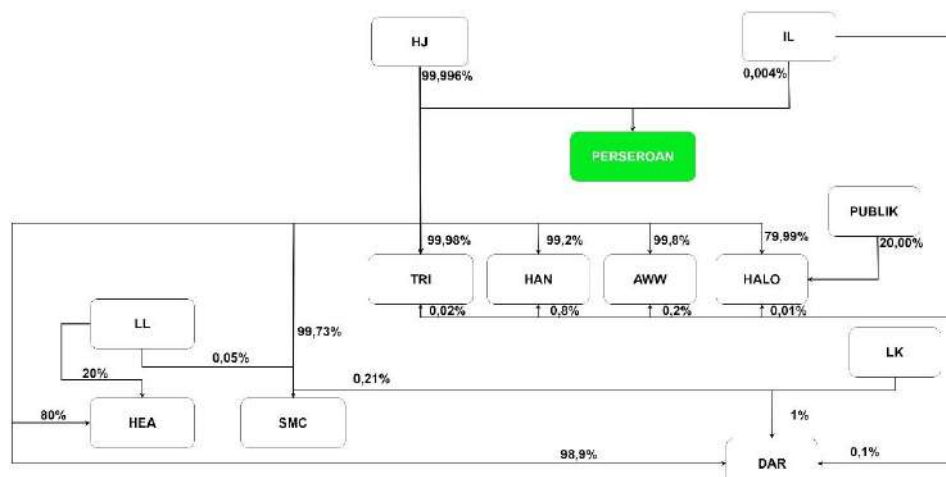 HJ
IL
99,996%
0,004%
PERSEROAN
PUBLIK
99,98%
99,2%
99,8%
79,99%
20,00%
TRI
HAN
AWW
HALO
0,02%
0,8%
0,2%
0,01%
LL
99,73%
0,05%
LK
20%
0,21%
80%
HEA
SMC
1%
98,9%
DAR
0,1%